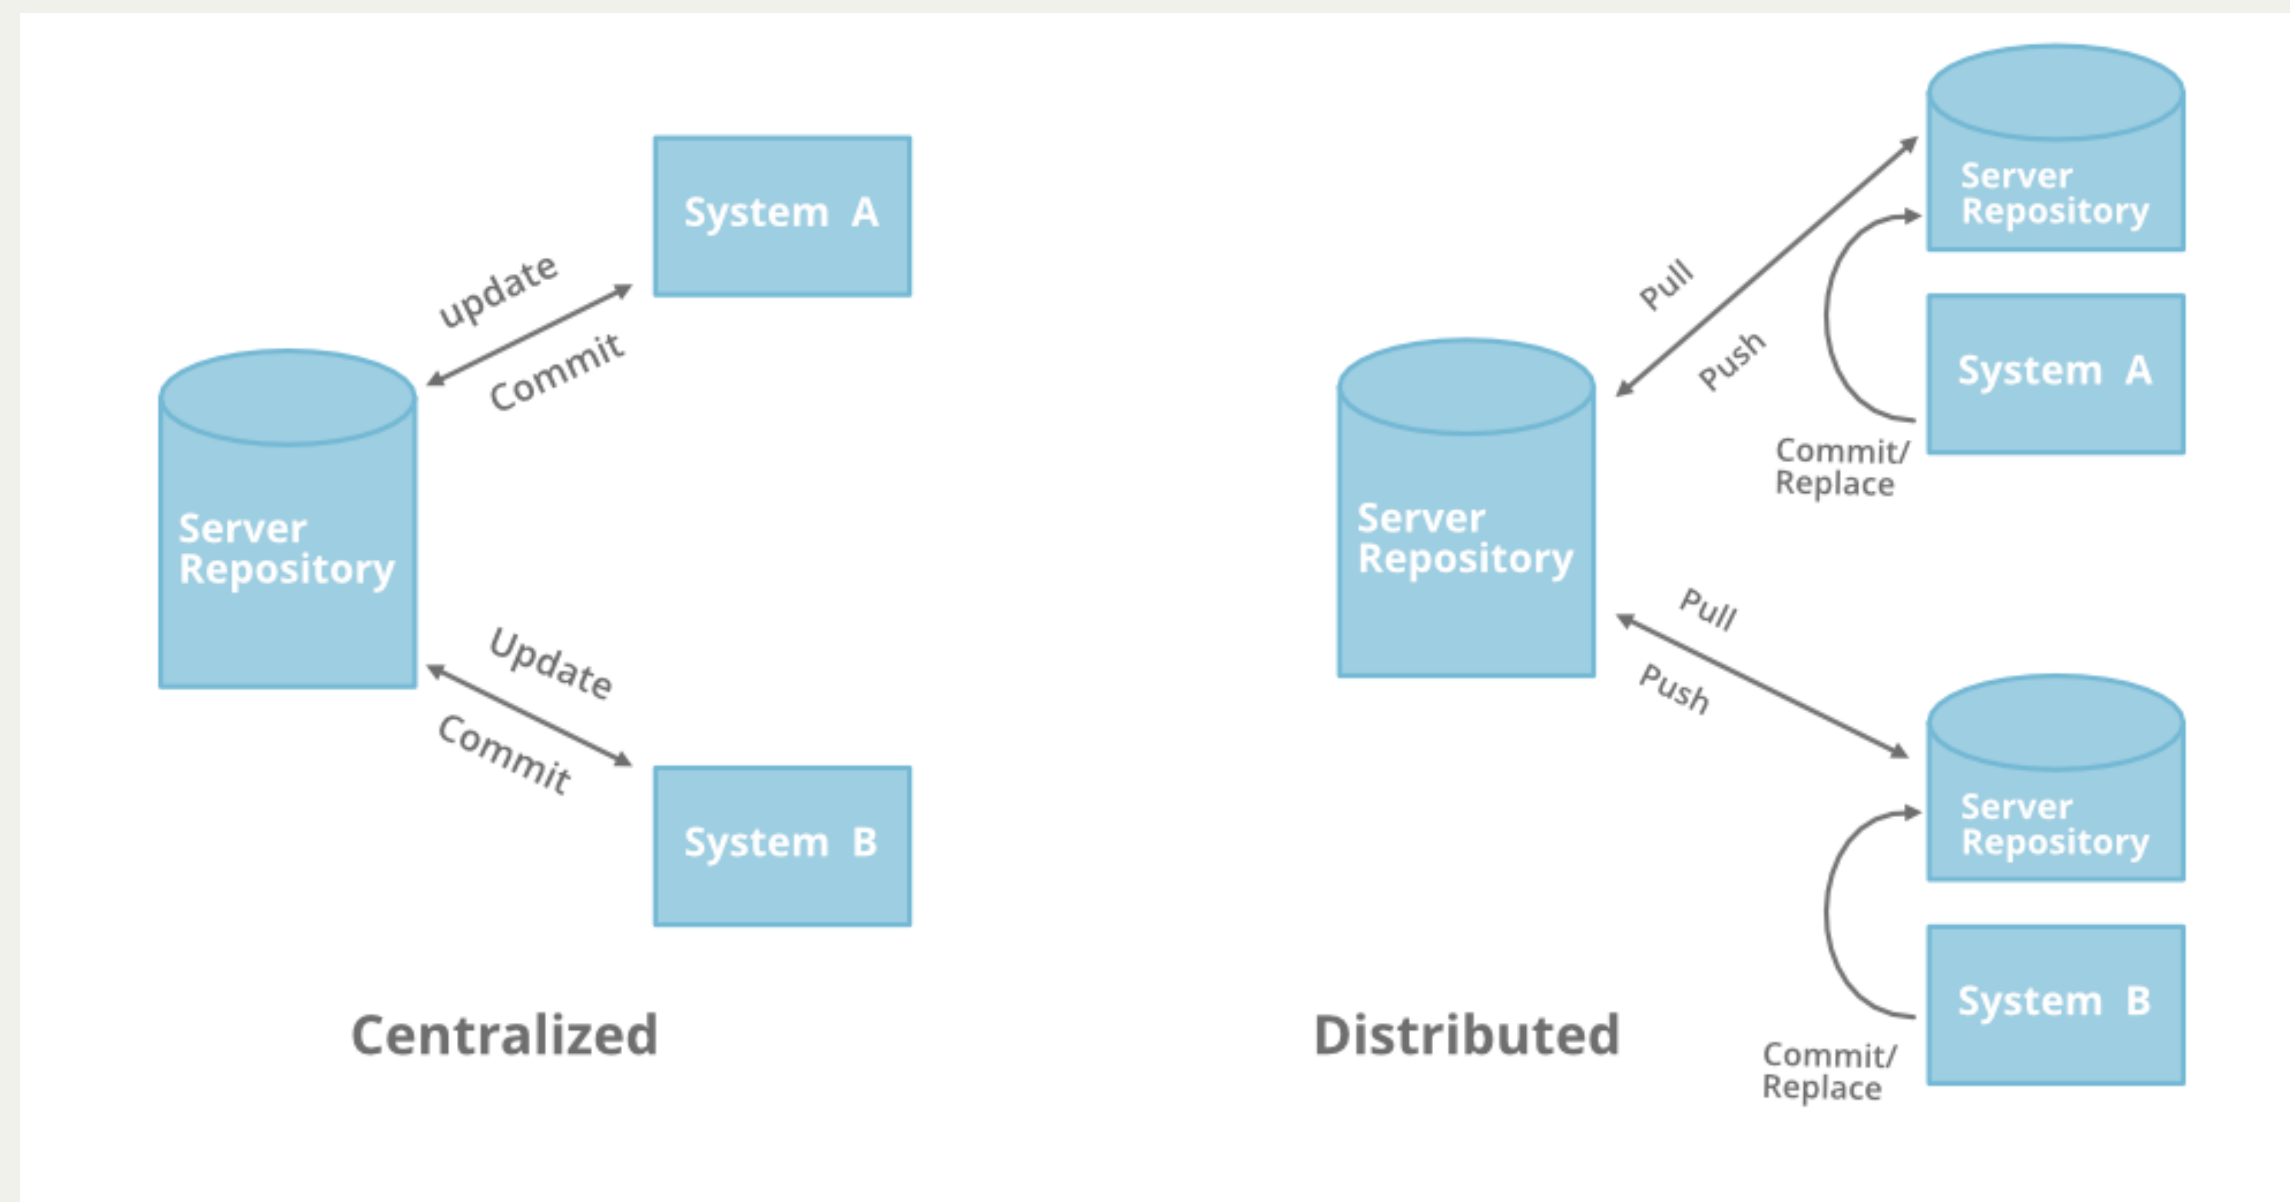 System A
update
Commit
Server
Repository
Update
Commit
System B
Centralized
Server
Repository
Pull
Push
System A
Commit/
Replace
Server
Repository
Pull
Push
Server
Repository
System B
Commit/
Replace
Distributed